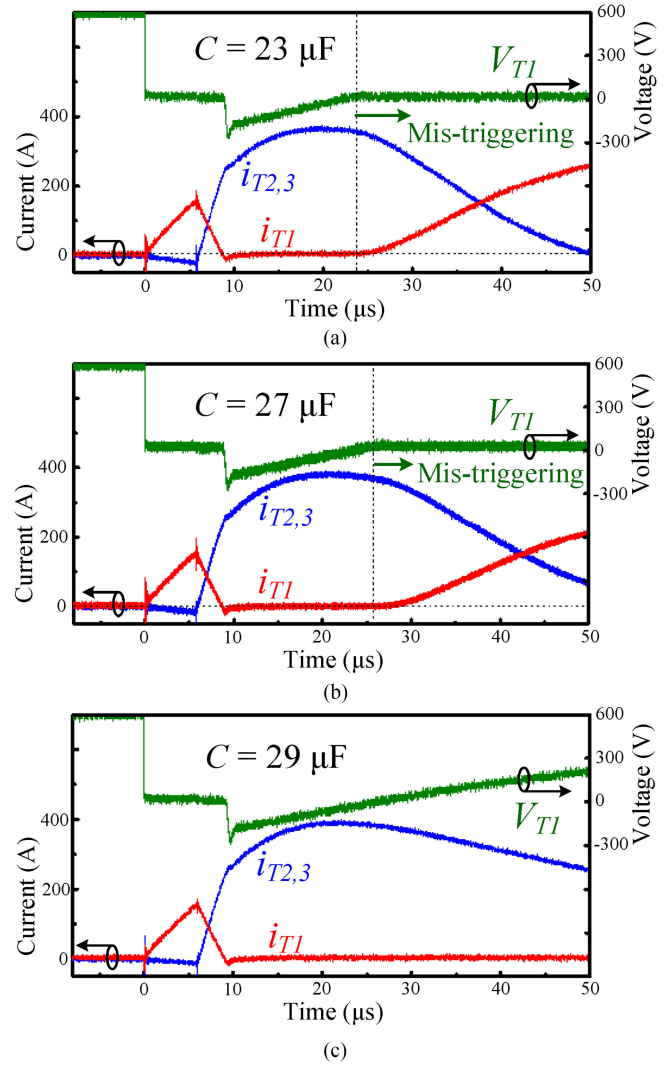 600
C = 23 μF
V_T1
300
Voltage (V)
0
400
Mis-triggering
-300
Current (A)
i_T2,3
200
i_T1
0
0 10 20 30 40 50
Time (μs)
(a)
600
C = 27 μF
V_T1
300
Voltage (V)
0
400
Mis-triggering
-300
Current (A)
i_T2,3
200
i_T1
0
0 10 20 30 40 50
Time (μs)
(b)
600
C = 29 μF
300
Voltage (V)
0
V_T1
400
-300
Current (A)
i_T2,3
200
i_T1
0
0 10 20 30 40 50
Time (μs)
(c)